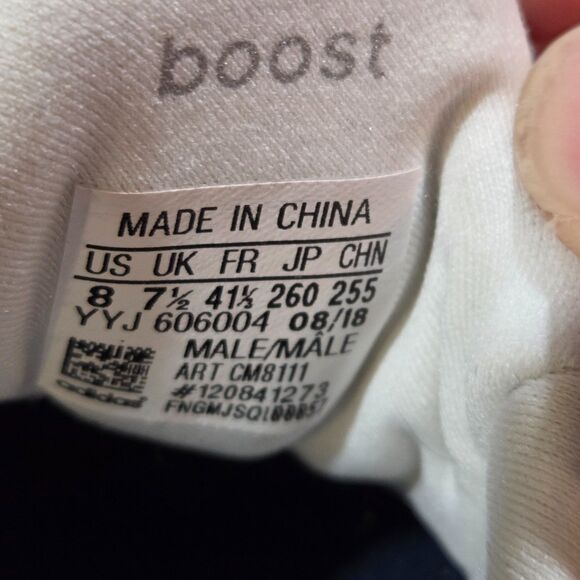 boost
MADE IN CHINA
US UK FR JP CHN
8 7½ 41⅓ 260 255
YYJ 606004 08/18
MALE/MÂLE
ART CM8111
#120841273
adidas